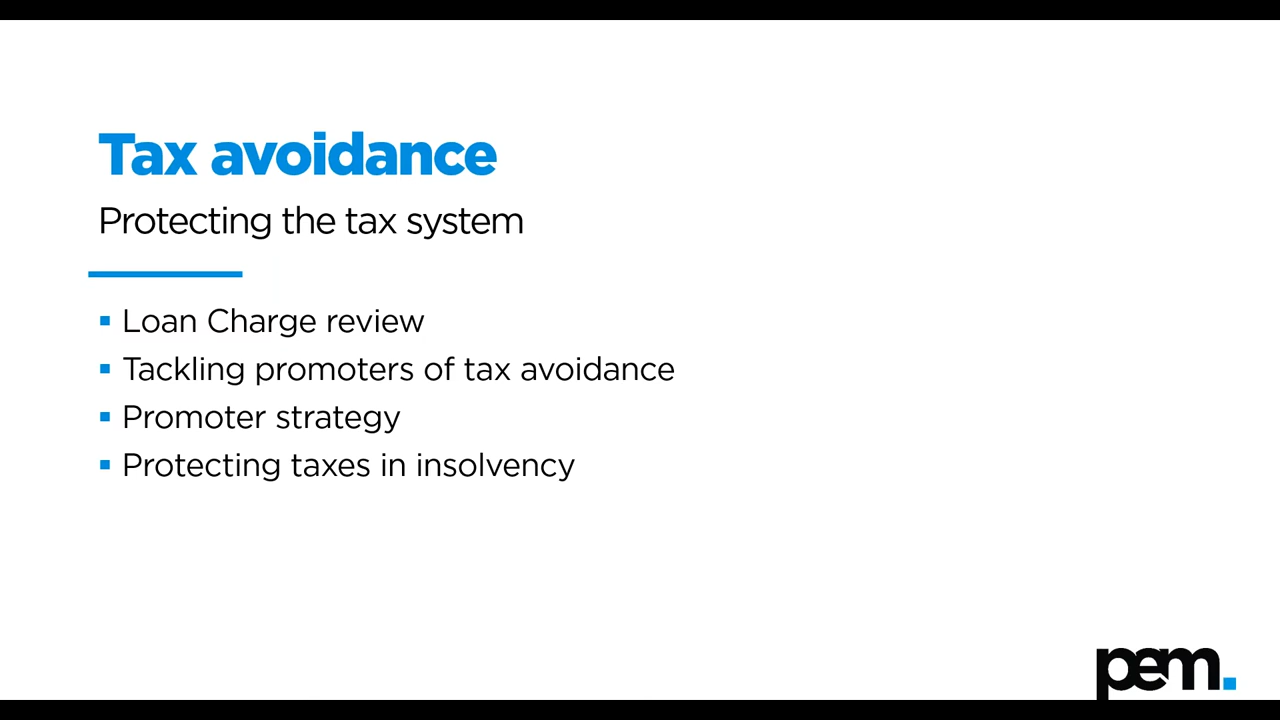 Tax avoidance
Protecting the tax system
Loan Charge review
Tackling promoters of tax avoidance
Promoter strategy
Protecting taxes in insolvency
pem.